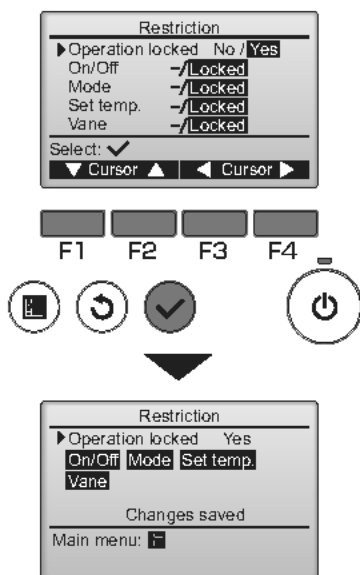 Restriction
Operation locked No / Yes
On/Off -/Locked
Mode -/Locked
Set temp. -/Locked
Vane -/Locked
Select: ✓
▼ Cursor ▲ ◀ Cursor ▶
F1 F2 F3 F4
Restriction
Operation locked Yes
On/Off Mode Set temp.
Vane
Changes saved
Main menu: